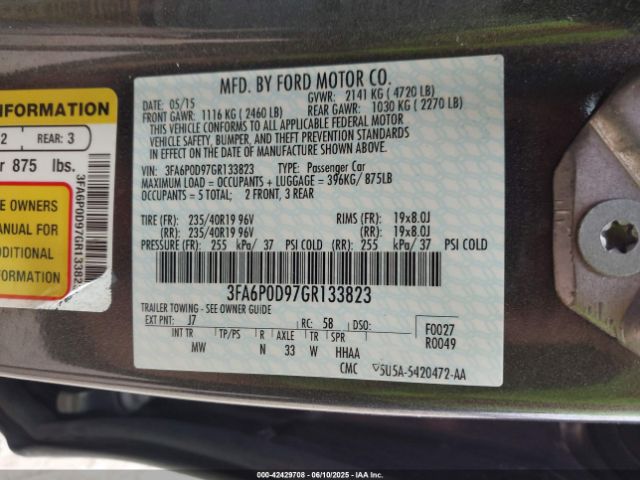 INFORMATION
2 REAR: 3
r 875 lbs.
E OWNERS
ANUAL FOR
DDITIONAL
ORMATION
3FA6P0D97GR13382
MFD. BY FORD MOTOR CO.
DATE: 05/15 GVWR: 2141 KG ( 4720 LB)
FRONT GAWR: 1116 KG ( 2460 LB) REAR GAWR: 1030 KG ( 2270 LB)
THIS VEHICLE CONFORMS TO ALL APPLICABLE FEDERAL MOTOR
VEHICLE SAFETY, BUMPER, AND THEFT PREVENTION STANDARDS
IN EFFECT ON THE DATE OF MANUFACTURE SHOWN ABOVE.
VIN: 3FA6P0D97GR133823 TYPE: Passenger Car
MAXIMUM LOAD = OCCUPANTS + LUGGAGE = 396KG/ 875LB
OCCUPANTS = 5 TOTAL; 2 FRONT, 3 REAR
TIRE (FR): 235/40R19 96V RIMS (FR): 19x8.0J
(RR): 235/40R19 96V (RR): 19x8.0J
PRESSURE (FR): 255 kPa/ 37 PSI COLD (RR): 255 kPa/ 37 PSI COLD
3FA6P0D97GR133823
TRAILER TOWING - SEE OWNER GUIDE
EXT PNT: J7 RC: 58 DSO: F0027
INT TR TP/PS R AXLE TR SPR R0049
MW N 33 W HHAA
CMC 5U5A-5420472-AA
00-42429708 - 06/10/2025 - IAA Inc.